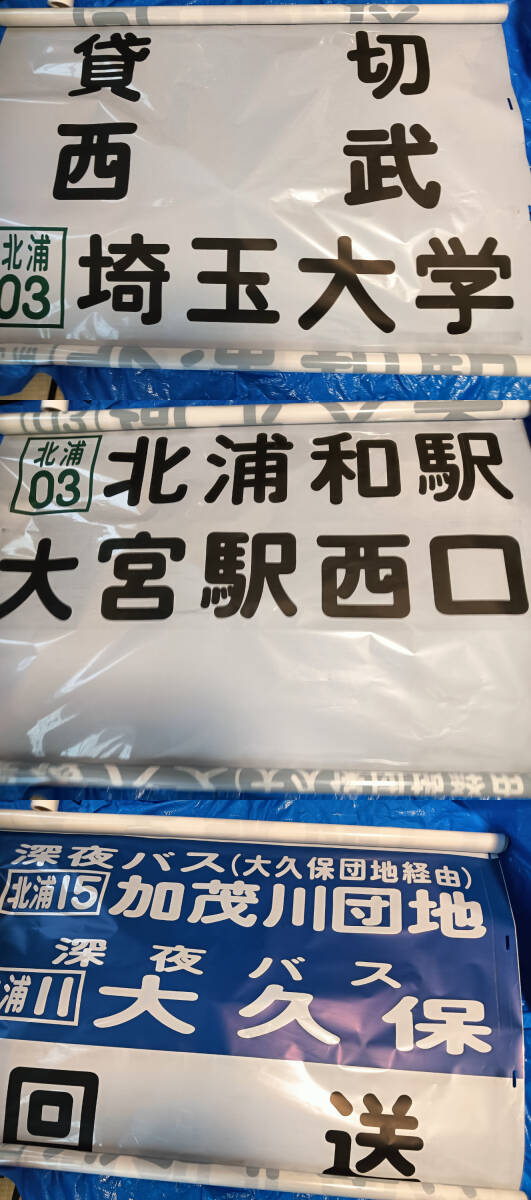 貸 切
西 武
北浦
03 埼玉大学
北浦
03 北浦和駅
大宮駅西口
深夜バス(大久保団地経由)
北浦15 加茂川団地
深夜バス
浦11 大久保
回 送